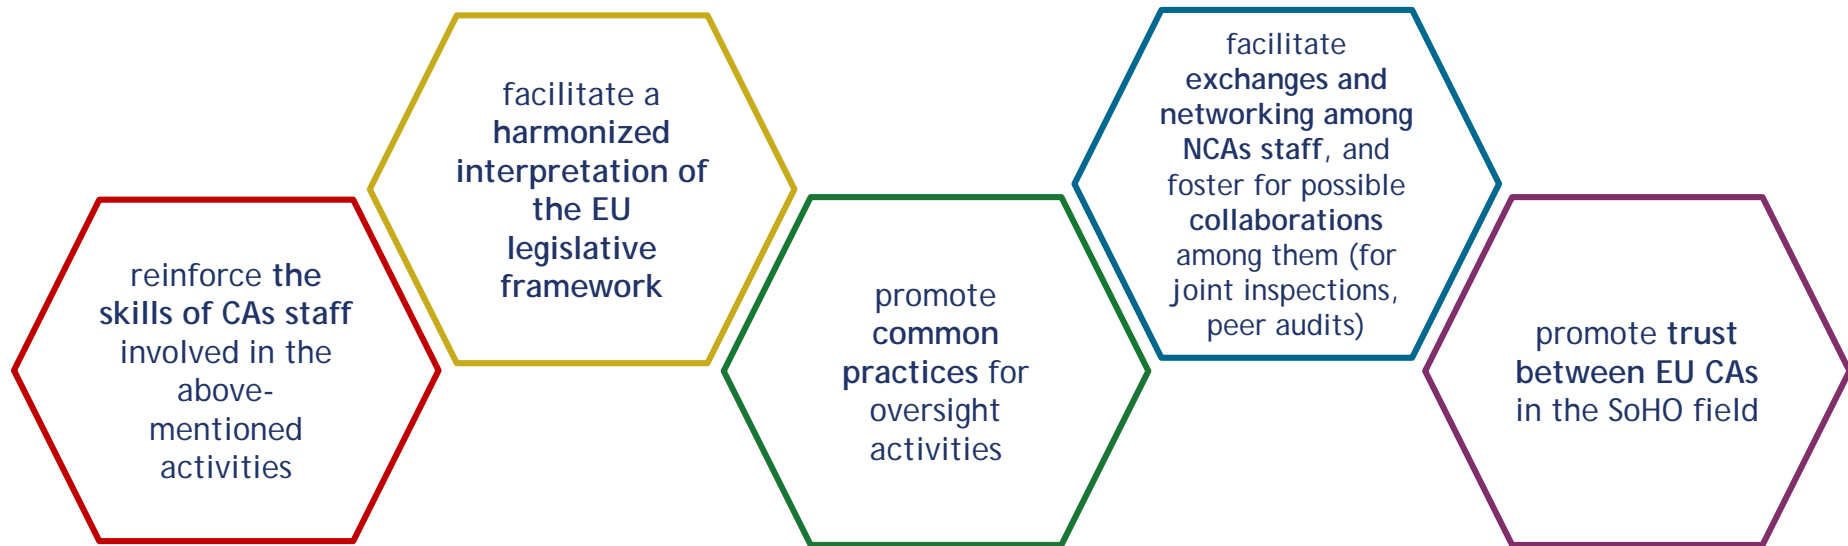 reinforce the
skills of CAs staff
involved in the
above-
mentioned
activities
facilitate a
harmonized
interpretation of
the EU
legislative
framework
promote
common
practices for
oversight
activities
facilitate
exchanges and
networking among
NCAs staff, and
foster for possible
collaborations
among them (for
joint inspections,
peer audits)
promote trust
between EU CAs
in the SoHO field